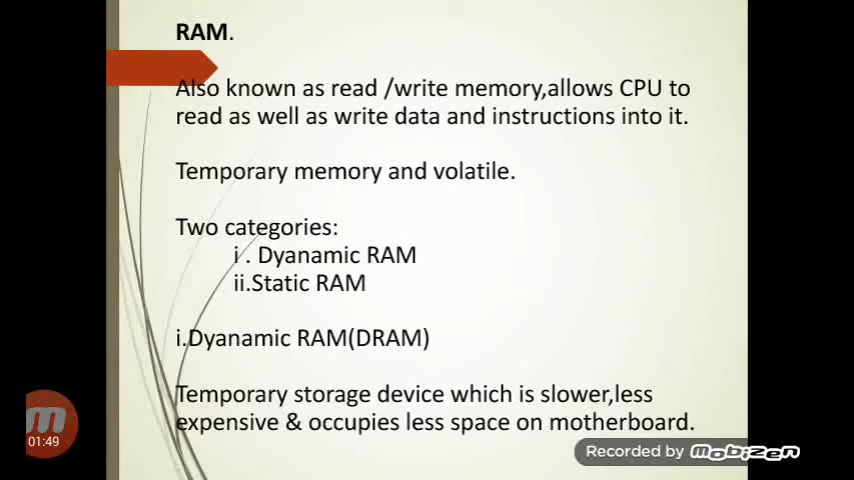 RAM.
Also known as read /write memory,allows CPU to
read as well as write data and instructions into it.
Temporary memory and volatile.
Two categories:
i . Dyanamic RAM
ii.Static RAM
i.Dyanamic RAM(DRAM)
Temporary storage device which is slower,less
expensive & occupies less space on motherboard.
01:49
Recorded by mobizen